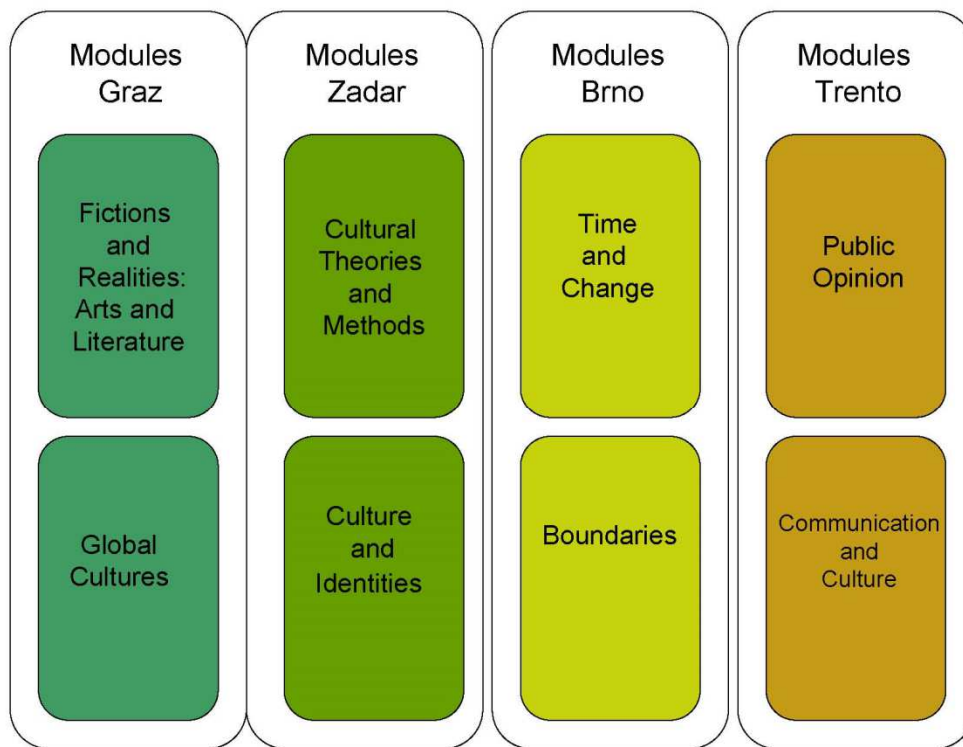 Modules
Graz
Fictions
and
Realities:
Arts and
Literature
Global
Cultures
Modules
Zadar
Cultural
Theories
and
Methods
Culture
and
Identities
Modules
Brno
Time
and
Change
Boundaries
Modules
Trento
Public
Opinion
Communication
and
Culture